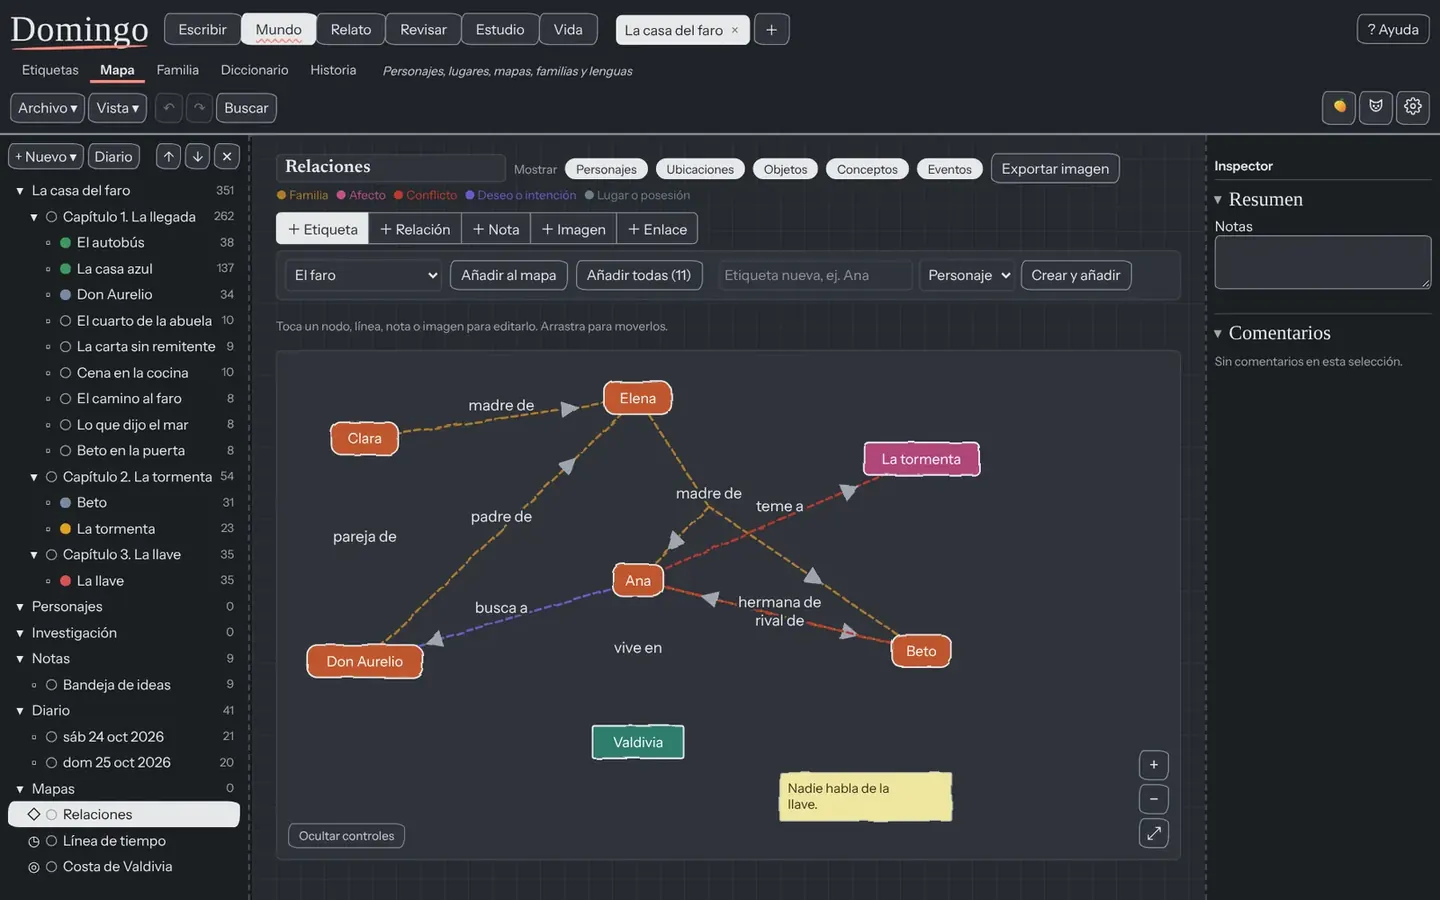 Domingo
Escribir Mundo Relato Revisar Estudio Vida
La casa del faro × +
? Ayuda
Etiquetas Mapa Familia Diccionario Historia Personajes, lugares, mapas, familias y lenguas
Archivo ▾ Vista ▾ Buscar
+ Nuevo ▾ Diario
La casa del faro 351
Capítulo 1. La llegada 262
El autobús 38
La casa azul 137
Don Aurelio 34
El cuarto de la abuela 10
La carta sin remitente 9
Cena en la cocina 10
El camino al faro 8
Lo que dijo el mar 8
Beto en la puerta 8
Capítulo 2. La tormenta 54
Beto 31
La tormenta 23
Capítulo 3. La llave 35
La llave 35
Personajes 0
Investigación 0
Notas 9
Bandeja de ideas 9
Diario 41
sáb 24 oct 2026 21
dom 25 oct 2026 20
Mapas 0
Relaciones
Línea de tiempo
Costa de Valdivia
Relaciones
Mostrar Personajes Ubicaciones Objetos Conceptos Eventos Exportar imagen
Familia Afecto Conflicto Deseo o intención Lugar o posesión
+ Etiqueta + Relación + Nota + Imagen + Enlace
El faro Añadir al mapa Añadir todas (11) Etiqueta nueva, ej. Ana Personaje Crear y añadir
Toca un nodo, línea, nota o imagen para editarlo. Arrastra para moverlos.
Elena
madre de
Clara
La tormenta
madre de
teme a
padre de
pareja de
Ana
hermana de
busca a
rival de
vive en
Beto
Don Aurelio
Valdivia
Nadie habla de la
llave.
Ocultar controles
+
−
Inspector
Resumen
Notas
Comentarios
Sin comentarios en esta selección.